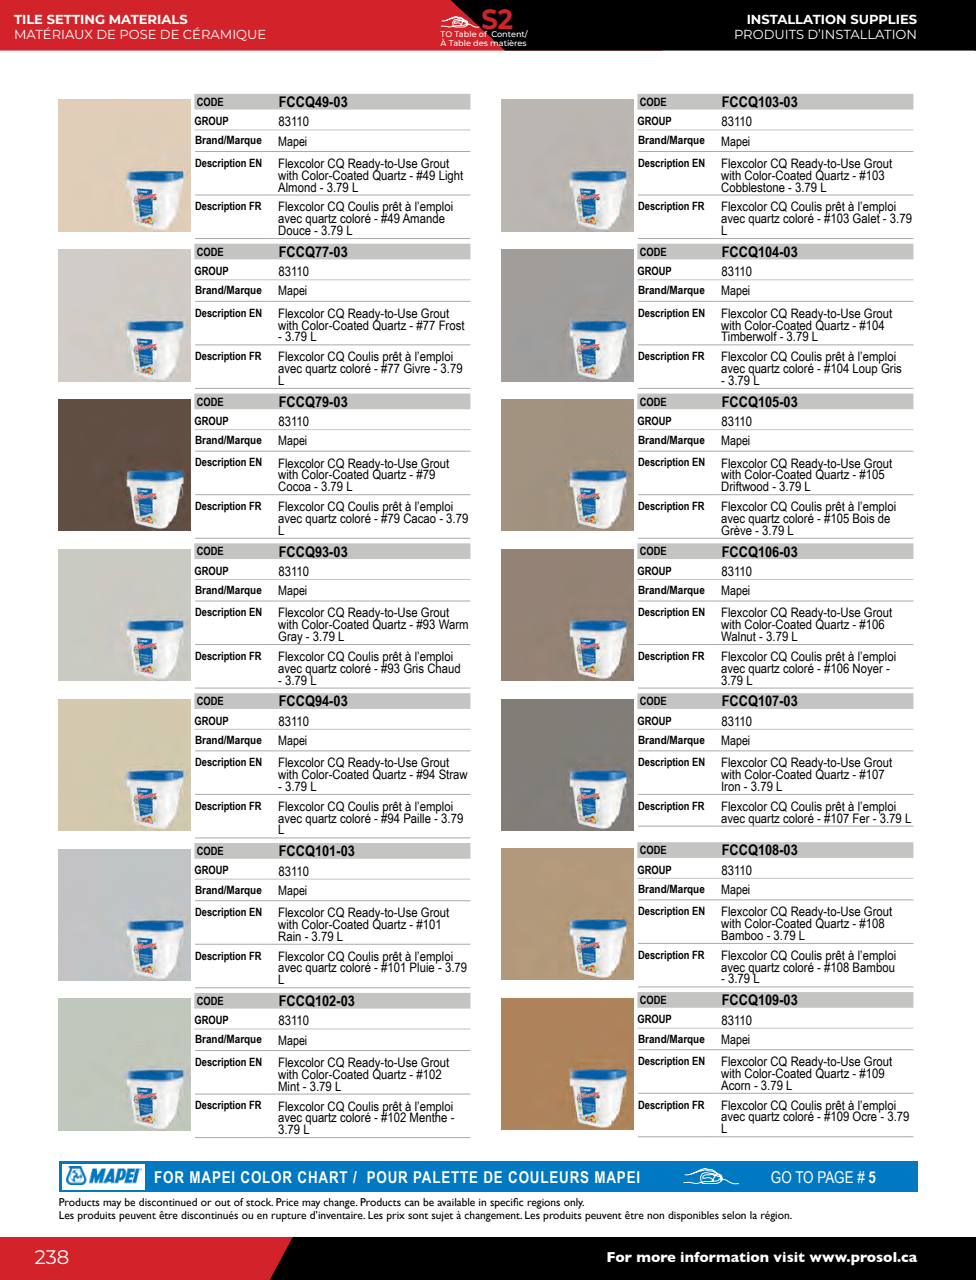 TILE SETTING MATERIALS
MATÉRIAUX DE POSE DE CÉRAMIQUE
S2
TO Table of Content/
À Table des matières
INSTALLATION SUPPLIES
PRODUITS D'INSTALLATION
CODE FCCQ49-03
GROUP 83110
Brand/Marque Mapei
Description EN Flexcolor CQ Ready-to-Use Grout
with Color-Coated Quartz - #49 Light
Almond - 3.79 L
Description FR Flexcolor CQ Coulis prêt à l'emploi
avec quartz coloré - #49 Amande
Douce - 3.79 L
CODE FCCQ77-03
GROUP 83110
Brand/Marque Mapei
Description EN Flexcolor CQ Ready-to-Use Grout
with Color-Coated Quartz - #77 Frost
- 3.79 L
Description FR Flexcolor CQ Coulis prêt à l'emploi
avec quartz coloré - #77 Givre - 3.79
L
CODE FCCQ79-03
GROUP 83110
Brand/Marque Mapei
Description EN Flexcolor CQ Ready-to-Use Grout
with Color-Coated Quartz - #79
Cocoa - 3.79 L
Description FR Flexcolor CQ Coulis prêt à l'emploi
avec quartz coloré - #79 Cacao - 3.79
L
CODE FCCQ93-03
GROUP 83110
Brand/Marque Mapei
Description EN Flexcolor CQ Ready-to-Use Grout
with Color-Coated Quartz - #93 Warm
Gray - 3.79 L
Description FR Flexcolor CQ Coulis prêt à l'emploi
avec quartz coloré - #93 Gris Chaud
- 3.79 L
CODE FCCQ94-03
GROUP 83110
Brand/Marque Mapei
Description EN Flexcolor CQ Ready-to-Use Grout
with Color-Coated Quartz - #94 Straw
- 3.79 L
Description FR Flexcolor CQ Coulis prêt à l'emploi
avec quartz coloré - #94 Paille - 3.79
L
CODE FCCQ101-03
GROUP 83110
Brand/Marque Mapei
Description EN Flexcolor CQ Ready-to-Use Grout
with Color-Coated Quartz - #101
Rain - 3.79 L
Description FR Flexcolor CQ Coulis prêt à l'emploi
avec quartz coloré - #101 Pluie - 3.79
L
CODE FCCQ102-03
GROUP 83110
Brand/Marque Mapei
Description EN Flexcolor CQ Ready-to-Use Grout
with Color-Coated Quartz - #102
Mint - 3.79 L
Description FR Flexcolor CQ Coulis prêt à l'emploi
avec quartz coloré - #102 Menthe -
3.79 L
CODE FCCQ103-03
GROUP 83110
Brand/Marque Mapei
Description EN Flexcolor CQ Ready-to-Use Grout
with Color-Coated Quartz - #103
Cobblestone - 3.79 L
Description FR Flexcolor CQ Coulis prêt à l'emploi
avec quartz coloré - #103 Galet - 3.79
L
CODE FCCQ104-03
GROUP 83110
Brand/Marque Mapei
Description EN Flexcolor CQ Ready-to-Use Grout
with Color-Coated Quartz - #104
Timberwolf - 3.79 L
Description FR Flexcolor CQ Coulis prêt à l'emploi
avec quartz coloré - #104 Loup Gris
- 3.79 L
CODE FCCQ105-03
GROUP 83110
Brand/Marque Mapei
Description EN Flexcolor CQ Ready-to-Use Grout
with Color-Coated Quartz - #105
Driftwood - 3.79 L
Description FR Flexcolor CQ Coulis prêt à l'emploi
avec quartz coloré - #105 Bois de
Grève - 3.79 L
CODE FCCQ106-03
GROUP 83110
Brand/Marque Mapei
Description EN Flexcolor CQ Ready-to-Use Grout
with Color-Coated Quartz - #106
Walnut - 3.79 L
Description FR Flexcolor CQ Coulis prêt à l'emploi
avec quartz coloré - #106 Noyer -
3.79 L
CODE FCCQ107-03
GROUP 83110
Brand/Marque Mapei
Description EN Flexcolor CQ Ready-to-Use Grout
with Color-Coated Quartz - #107
Iron - 3.79 L
Description FR Flexcolor CQ Coulis prêt à l'emploi
avec quartz coloré - #107 Fer - 3.79 L
CODE FCCQ108-03
GROUP 83110
Brand/Marque Mapei
Description EN Flexcolor CQ Ready-to-Use Grout
with Color-Coated Quartz - #108
Bamboo - 3.79 L
Description FR Flexcolor CQ Coulis prêt à l'emploi
avec quartz coloré - #108 Bambou
- 3.79 L
CODE FCCQ109-03
GROUP 83110
Brand/Marque Mapei
Description EN Flexcolor CQ Ready-to-Use Grout
with Color-Coated Quartz - #109
Acorn - 3.79 L
Description FR Flexcolor CQ Coulis prêt à l'emploi
avec quartz coloré - #109 Ocre - 3.79
L
MAPEI FOR MAPEI COLOR CHART / POUR PALETTE DE COULEURS MAPEI GO TO PAGE # 5
Products may be discontinued or out of stock. Price may change. Products can be available in specific regions only.
Les produits peuvent être discontinués ou en rupture d'inventaire. Les prix sont sujet à changement. Les produits peuvent être non disponibles selon la région.
238
For more information visit www.prosol.ca